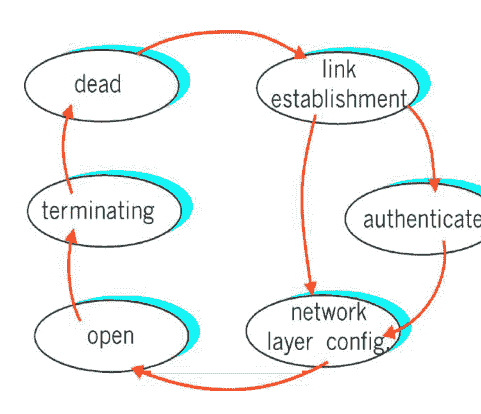 dead
link
establishment
terminating
authenticate
open
network
layer config.